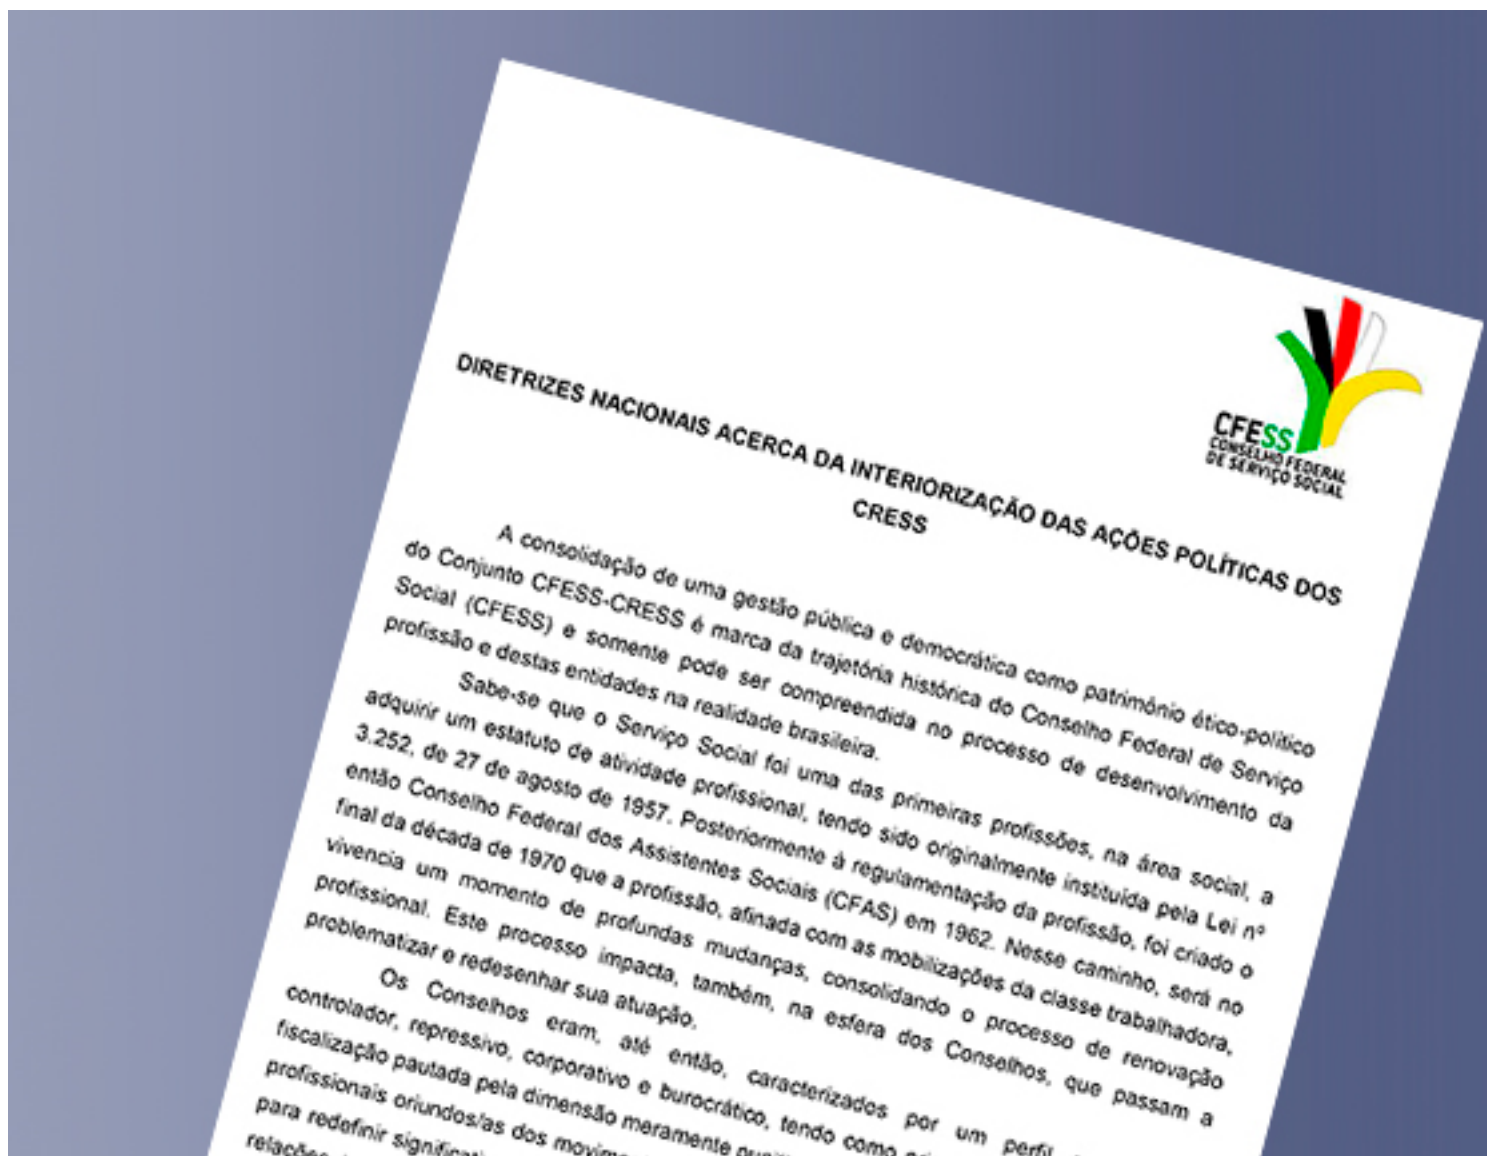 CFESS
CONSELHO FEDERAL
DE SERVIÇO SOCIAL
DIRETRIZES NACIONAIS ACERCA DA INTERIORIZAÇÃO DAS AÇÕES POLÍTICAS DOS
CRESS
A consolidação de uma gestão pública e democrática como patrimônio ético-político
do Conjunto CFESS-CRESS é marca da trajetória histórica do Conselho Federal de Serviço
Social (CFESS) e somente pode ser compreendida no processo de desenvolvimento da
profissão e destas entidades na realidade brasileira.
Sabe-se que o Serviço Social foi uma das primeiras profissões, na área social, a
adquirir um estatuto de atividade profissional, tendo sido originalmente instituída pela Lei nº
3.252, de 27 de agosto de 1957. Posteriormente à regulamentação da profissão, foi criado o
então Conselho Federal dos Assistentes Sociais (CFAS) em 1962. Nesse caminho, será no
final da década de 1970 que a profissão, afinada com as mobilizações da classe trabalhadora,
vivencia um momento de profundas mudanças, consolidando o processo de renovação
profissional. Este processo impacta, também, na esfera dos Conselhos, que passam a
problematizar e redesenhar sua atuação.
Os Conselhos eram, até então, caracterizados por um perfil
controlador, repressivo, corporativo e burocrático, tendo como
fiscalização pautada pela dimensão meramente
profissionais oriundos/as dos
para redefinir
relações